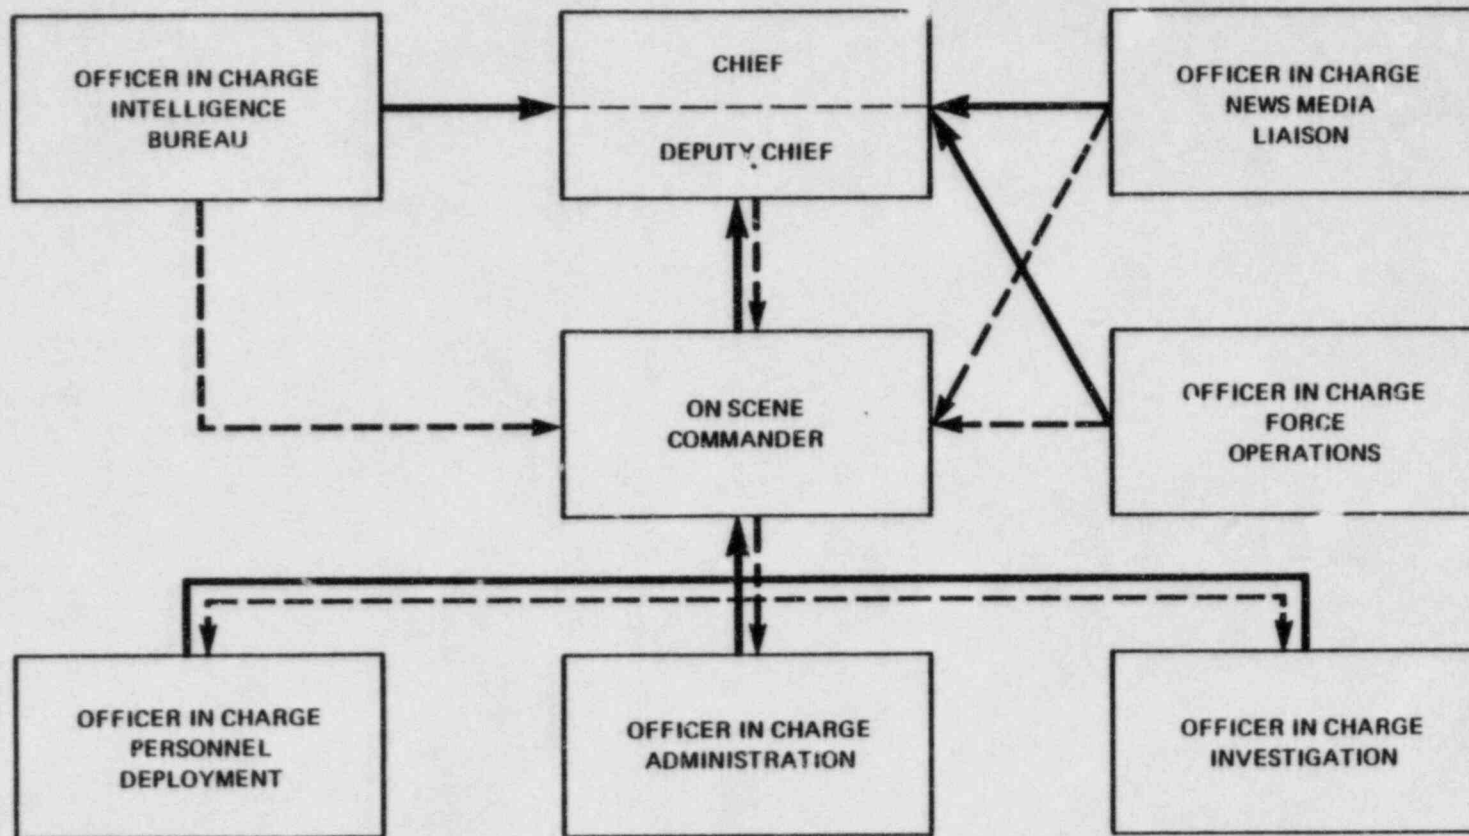 OFFICER IN CHARGE
INTELLIGENCE
BUREAU
CHIEF
DEPUTY CHIEF
OFFICER IN CHARGE
NEWS MEDIA
LIAISON
ON SCENE
COMMANDER
OFFICER IN CHARGE
FORCE
OPERATIONS
OFFICER IN CHARGE
PERSONNEL
DEPLOYMENT
OFFICER IN CHARGE
ADMINISTRATION
OFFICER IN CHARGE
INVESTIGATION